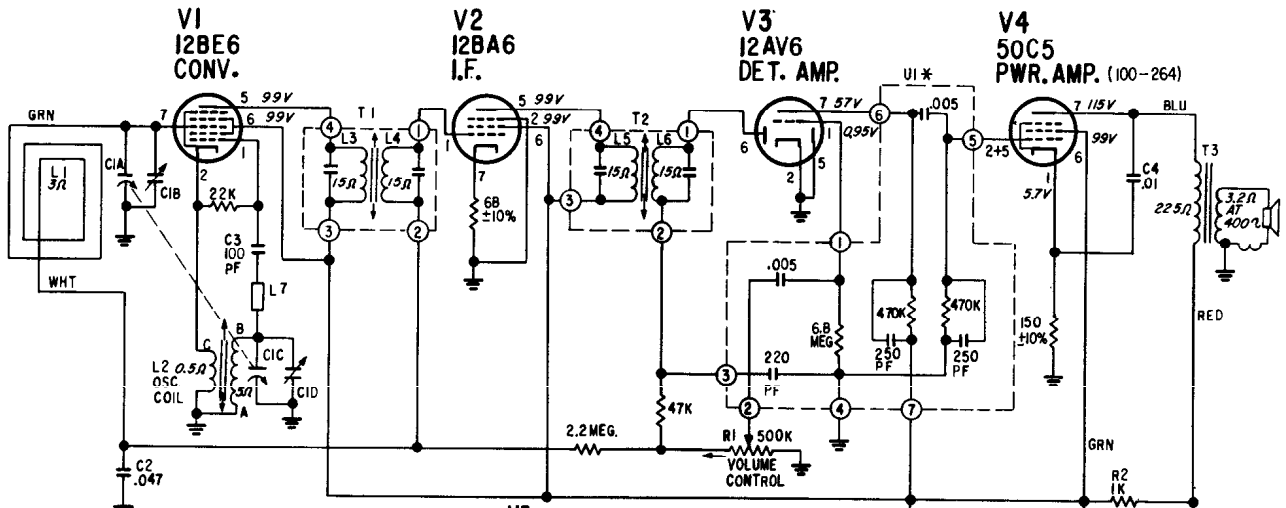 V1
12BE6
CONV.
V2
12BA6
I.F.
V3
12AV6
DET. AMP.
V4
50C5
PWR. AMP. (100-264)
U1*
GRN
7
5 99V
6 99V
1
2
L1
3Ω
C1A
C1B
22K
C3
100
PF
L7
WHT
L2
OSC
COIL
0.5Ω
C
B
5Ω
A
C1C
C1D
C2
.047
T1
4
1
L3
L4
15Ω
15Ω
3
2
1
5 99V
2 99V
6
7
68
±10%
T2
4
1
L5
L6
15Ω
15Ω
3
2
6
7 57V
0.95V
1
2
5
6
.005
5
1
.005
6.8
MEG
470K
470K
250
PF
250
PF
3
220
PF
2
4
7
47K
2.2 MEG.
R1 500K
VOLUME
CONTROL
2+5
7 115V
99V
6
1
5.7V
BLU
C4
.01
150
±10%
T3
225Ω
3.2Ω
AT
400~
RED
GRN
R2
1K